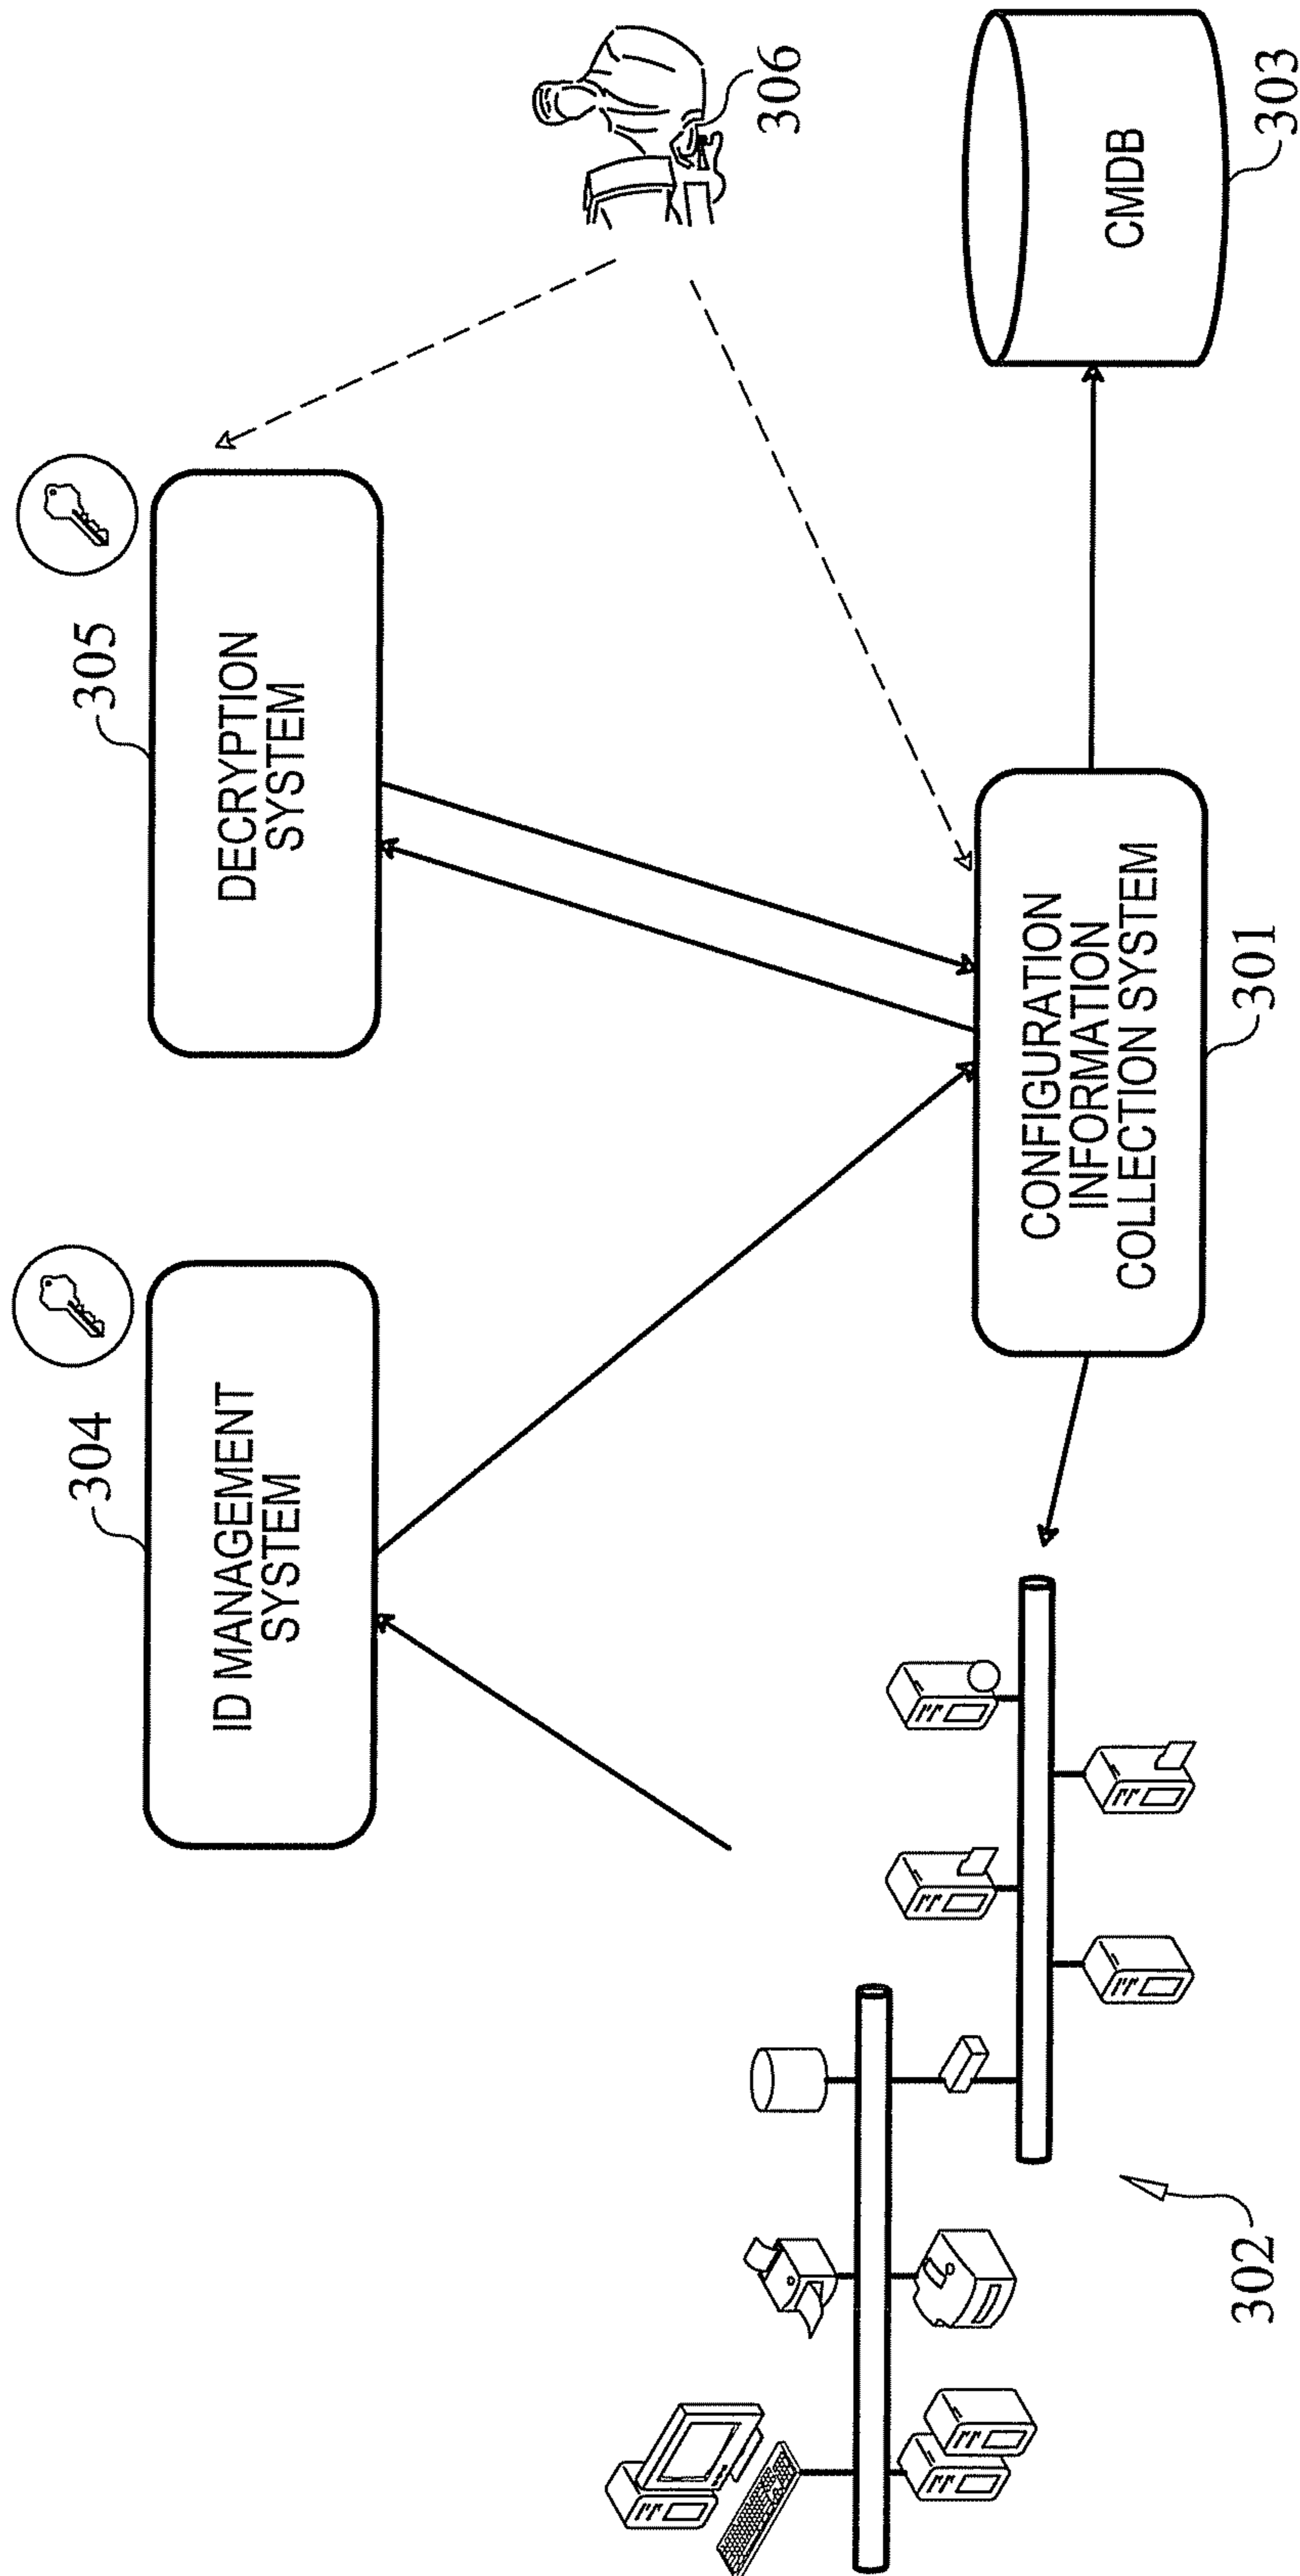 304
305
ID MANAGEMENT
SYSTEM
DECRYPTION
SYSTEM
306
CONFIGURATION
INFORMATION
COLLECTION SYSTEM
CMDB
302
301
303